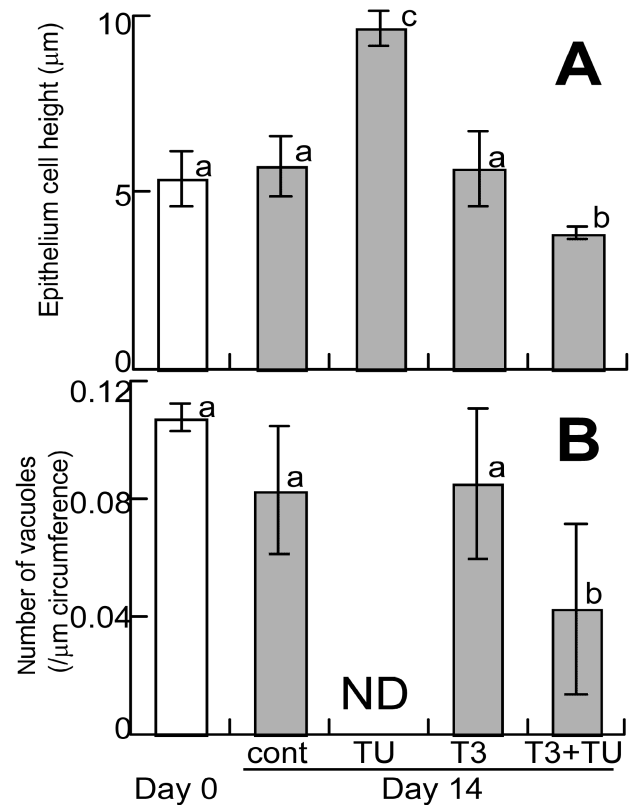 Epithelium cell height (μm)
10
5
0
a
a
c
a
b
A
Number of vacuoles
(/μm circumference)
0.12
0.08
0.04
0
a
a
ND
a
b
B
cont TU T3 T3+TU
Day 0 Day 14